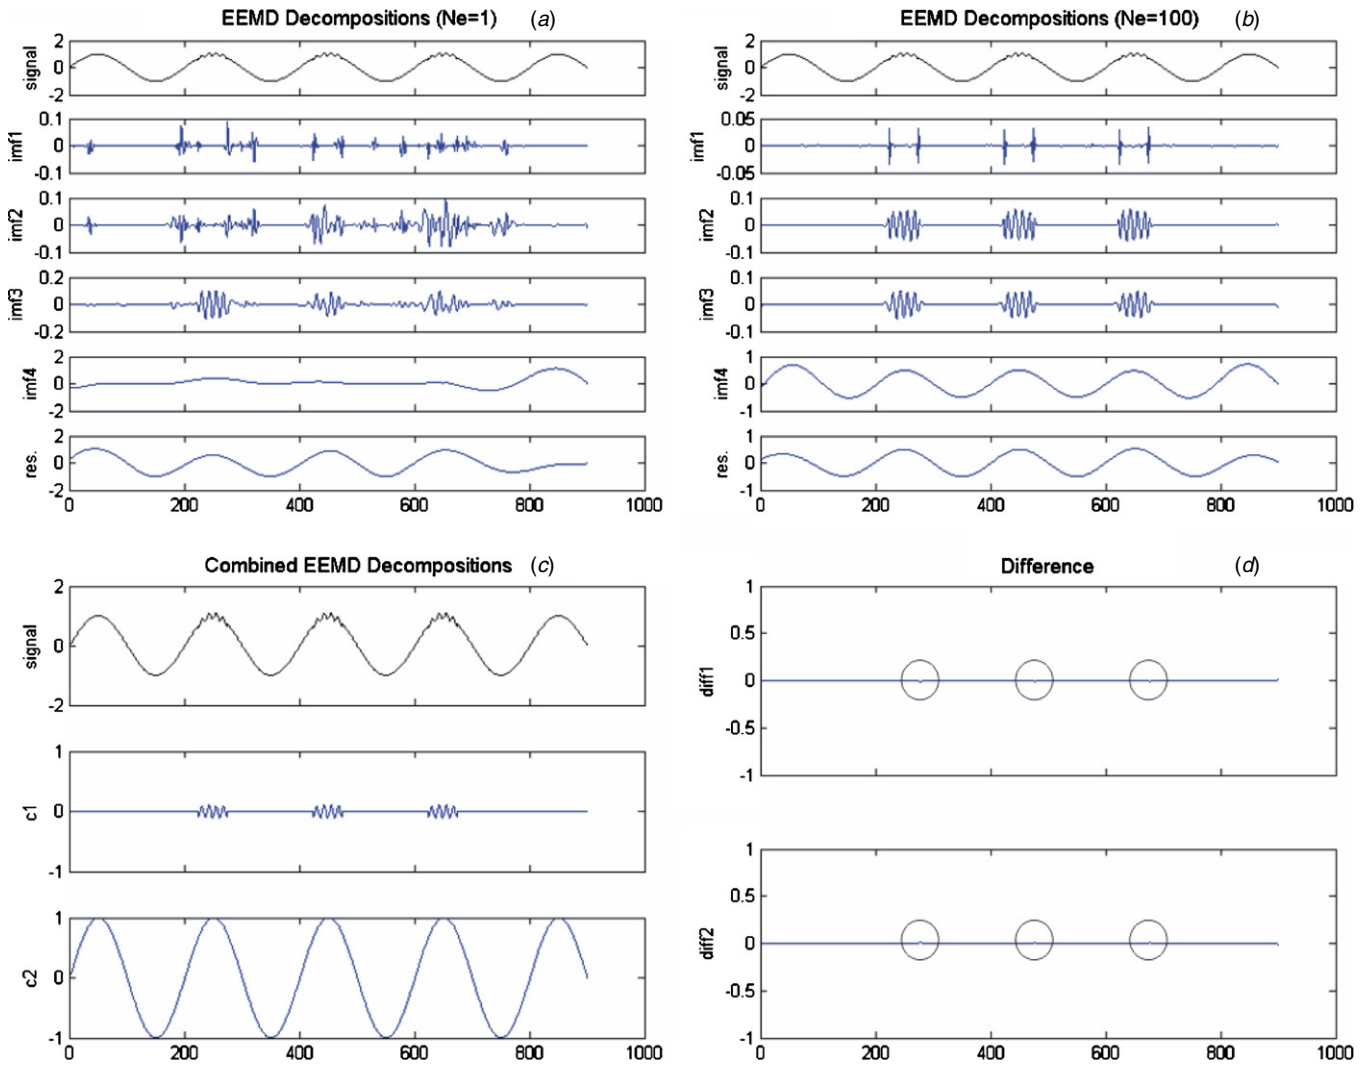 EEMD Decompositions (Ne=1) (a)
2
0
-2
signal
0.1
0
-0.1
imf1
0.1
0
-0.1
imf2
0.2
0
-0.2
imf3
2
0
-2
imf4
2
0
-2
res.
0 200 400 600 800 1000
EEMD Decompositions (Ne=100) (b)
2
0
-2
signal
0.05
0
-0.05
imf1
0.1
0
-0.1
imf2
0.1
0
-0.1
imf3
1
0
-1
imf4
1
0
-1
res.
0 200 400 600 800 1000
Combined EEMD Decompositions (c)
2
0
-2
signal
1
0
-1
c1
1
0
-1
c2
0 200 400 600 800 1000
Difference (d)
1
0.5
0
-0.5
-1
diff1
1
0.5
0
-0.5
-1
diff2
0 200 400 600 800 1000